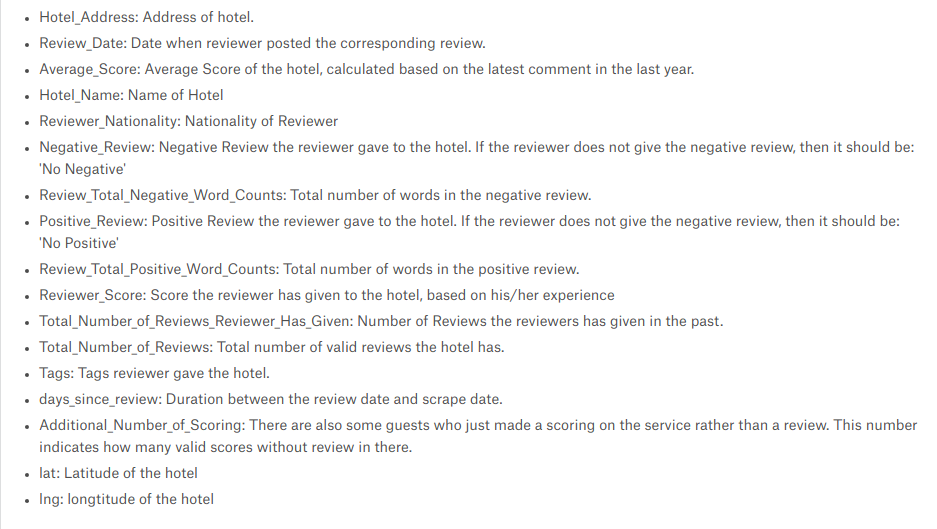 • Hotel_Address: Address of hotel.
• Review_Date: Date when reviewer posted the corresponding review.
• Average_Score: Average Score of the hotel, calculated based on the latest comment in the last year.
• Hotel_Name: Name of Hotel
• Reviewer_Nationality: Nationality of Reviewer
• Negative_Review: Negative Review the reviewer gave to the hotel. If the reviewer does not give the negative review, then it should be:
'No Negative'
• Review_Total_Negative_Word_Counts: Total number of words in the negative review.
• Positive_Review: Positive Review the reviewer gave to the hotel. If the reviewer does not give the negative review, then it should be:
'No Positive'
• Review_Total_Positive_Word_Counts: Total number of words in the positive review.
• Reviewer_Score: Score the reviewer has given to the hotel, based on his/her experience
• Total_Number_of_Reviews_Reviewer_Has_Given: Number of Reviews the reviewers has given in the past.
• Total_Number_of_Reviews: Total number of valid reviews the hotel has.
• Tags: Tags reviewer gave the hotel.
• days_since_review: Duration between the review date and scrape date.
• Additional_Number_of_Scoring: There are also some guests who just made a scoring on the service rather than a review. This number
indicates how many valid scores without review in there.
• lat: Latitude of the hotel
• lng: longtitude of the hotel